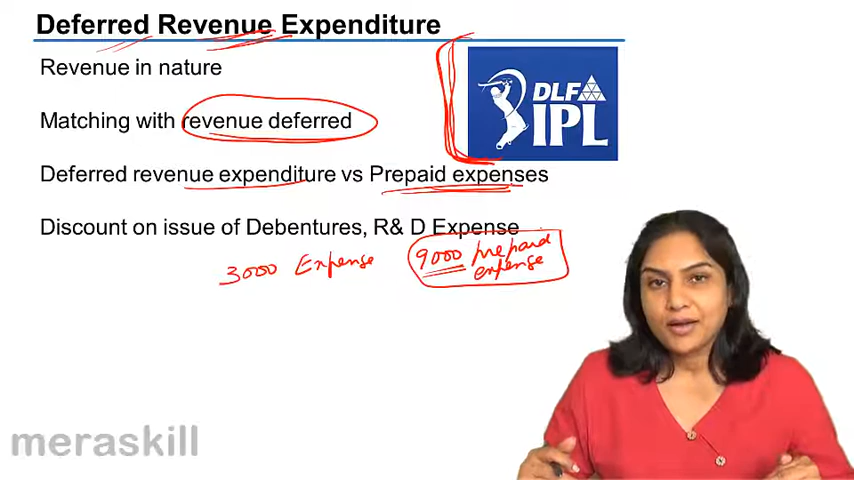 Deferred Revenue Expenditure
Revenue in nature
DLF
IPL
Matching with revenue deferred
Deferred revenue expenditure vs Prepaid expenses
Discount on issue of Debentures, R& D Expense
3000 Expense
9000 prepaid
expense
meraskill